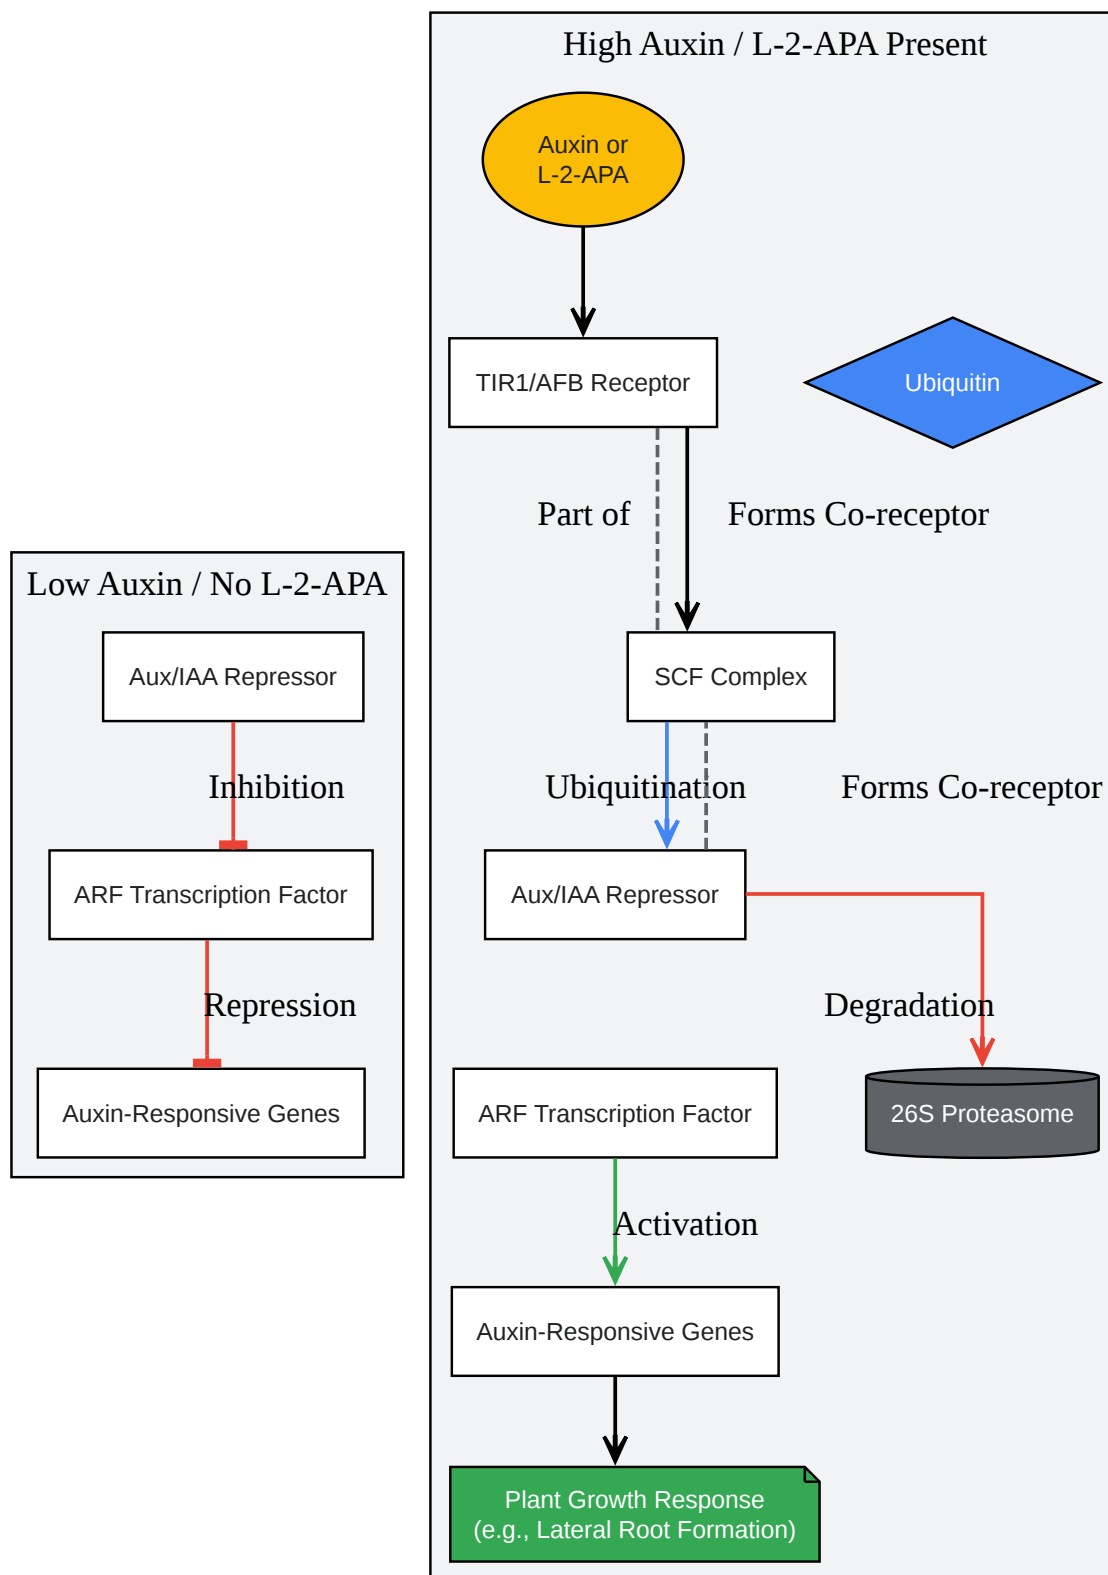 High Auxin / L-2-APA Present
Auxin or
L-2-APA
TIR1/AFB Receptor
Ubiquitin
Part of
Forms Co-receptor
Low Auxin / No L-2-APA
Aux/IAA Repressor
SCF Complex
Inhibition
Ubiquitination
Forms Co-receptor
ARF Transcription Factor
Aux/IAA Repressor
Repression
Degradation
Auxin-Responsive Genes
ARF Transcription Factor
26S Proteasome
Activation
Auxin-Responsive Genes
Plant Growth Response
(e.g., Lateral Root Formation)